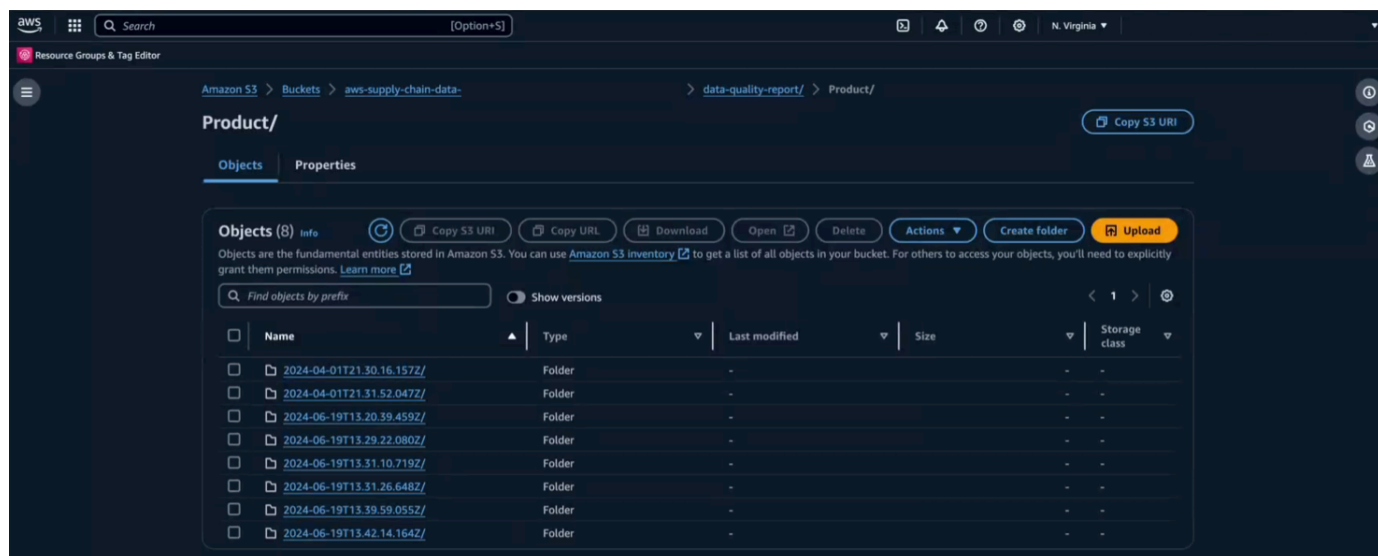 aws Search [Option+S] N. Virginia
Resource Groups & Tag Editor
Amazon S3 > Buckets > aws-supply-chain-data- > data-quality-report/ > Product/
Product/
Copy S3 URI
Objects Properties
Objects (8) Info Copy S3 URI Copy URL Download Open Delete Actions Create folder Upload
Objects are the fundamental entities stored in Amazon S3. You can use Amazon S3 inventory to get a list of all objects in your bucket. For others to access your objects, you'll need to explicitly
grant them permissions. Learn more
Find objects by prefix Show versions 1
Name Type Last modified Size Storage class
2024-04-01T21.30.16.157Z/ Folder - - -
2024-04-01T21.31.52.047Z/ Folder - - -
2024-06-19T13.20.39.459Z/ Folder - - -
2024-06-19T13.29.22.080Z/ Folder - - -
2024-06-19T13.31.10.719Z/ Folder - - -
2024-06-19T13.31.26.648Z/ Folder - - -
2024-06-19T13.39.59.055Z/ Folder - - -
2024-06-19T13.42.14.164Z/ Folder - - -